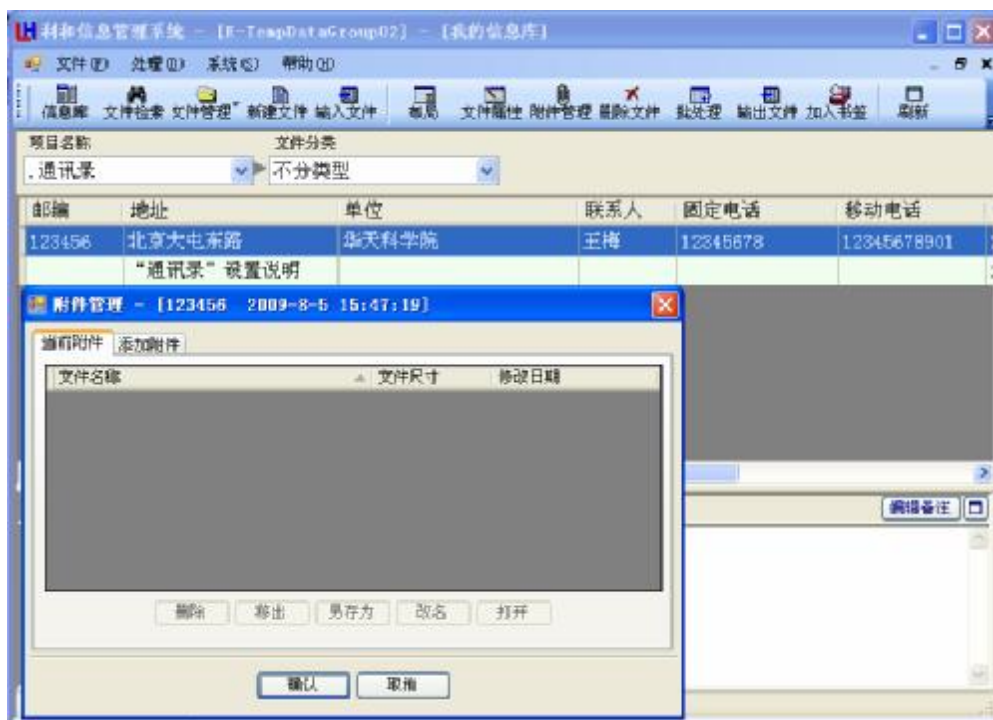 利和信息管理系统 - [K-TempDataGroup02] - [我的信息库]
文件(F) 处理(D) 系统(S) 帮助(H)
信息库 文件检索 文件管理 新建文件 输入文件 布局 文件属性 附件管理 删除文件 批处理 输出文件 加入书签 刷新
项目名称 文件分类
.通讯录 不分类型
邮编 地址 单位 联系人 固定电话 移动电话
123456 北京大屯东路 华天科学院 王梅 12345678 12345678901
“通讯录”设置说明
附件管理 - [123456 2009-8-5 15:47:19]
当前附件 添加附件
文件名称 文件尺寸 修改日期
编辑备注
删除 移出 另存为 改名 打开
确认 取消